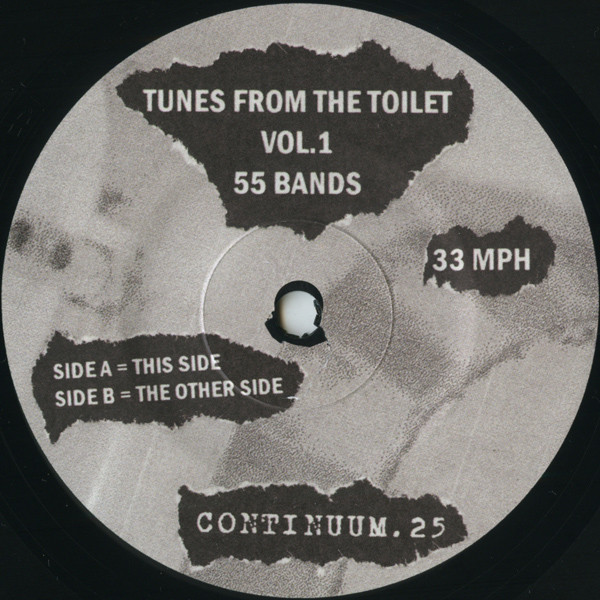 TUNES FROM THE TOILET
VOL.1
55 BANDS
33 MPH
SIDE A = THIS SIDE
SIDE B = THE OTHER SIDE_
CONTINUUM.25